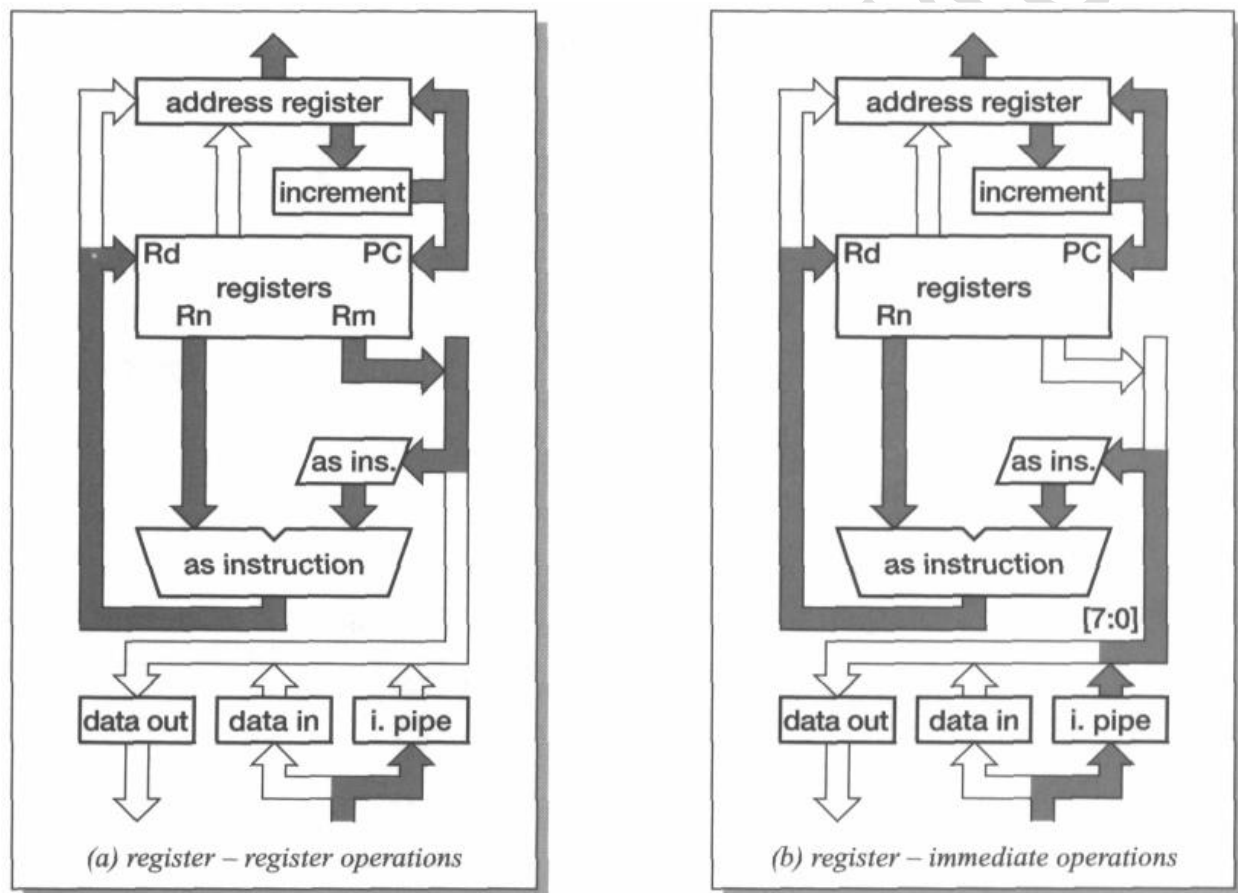 address register
increment
Rd
PC
registers
Rn
Rm
as ins.
as instruction
data out
data in
i. pipe
(a) register – register operations
address register
increment
Rd
PC
registers
Rn
as ins.
as instruction
[7:0]
data out
data in
i. pipe
(b) register – immediate operations